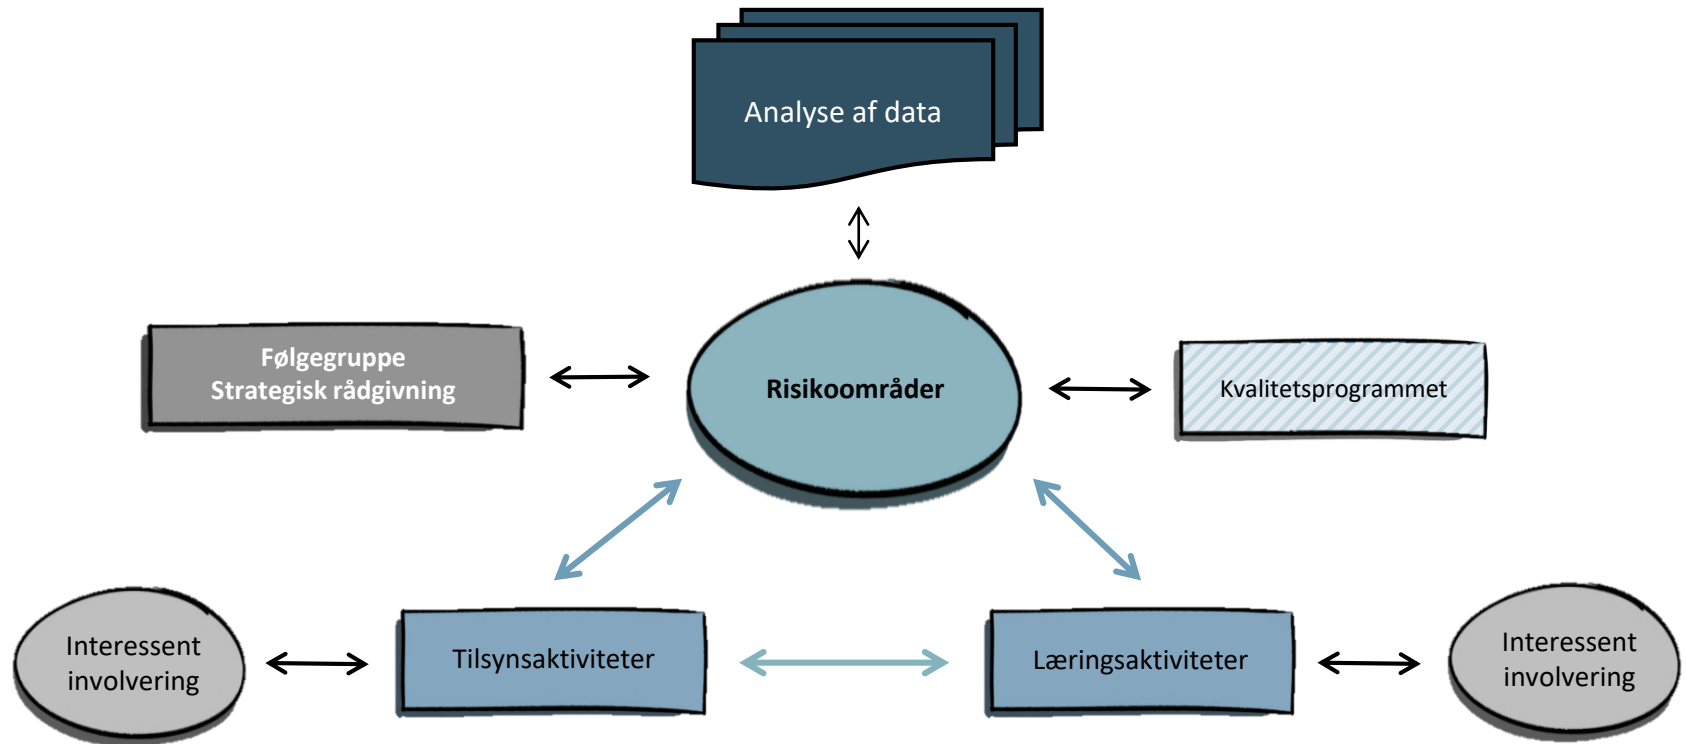 Analyse af data
Følgegruppe
Strategisk rådgivning
Risikoområder
Kvalitetsprogrammet
Interessent
involvering
Tilsynsaktiviteter
Læringsaktiviteter
Interessent
involvering